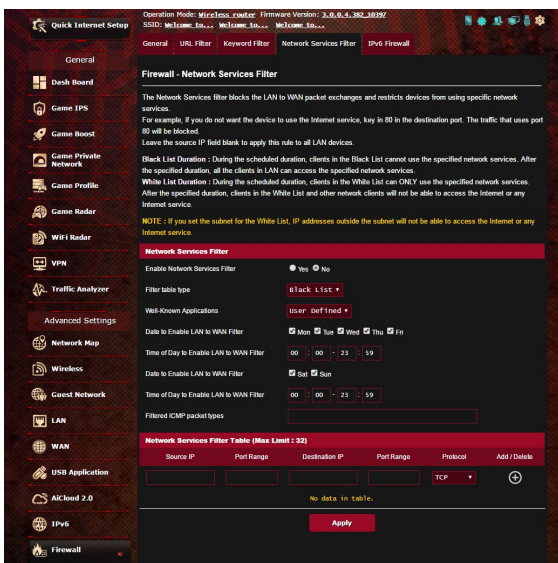 Quick Internet Setup
Operation Mode: Wireless router Firmware Version: 3.0.0.4.382_10397
SSID: Welcome to... Welcome to... Welcome to...
General URL Filter Keyword Filter Network Services Filter IPv6 Firewall
General
Dash Board
Game IPS
Game Boost
Game Private
Network
Game Profile
Game Radar
WiFi Radar
VPN
Traffic Analyzer
Advanced Settings
Network Map
Wireless
Guest Network
LAN
WAN
USB Application
AiCloud 2.0
IPv6
Firewall »
Firewall - Network Services Filter
The Network Services filter blocks the LAN to WAN packet exchanges and restricts devices from using specific network
services.
For example, if you do not want the device to use the Internet service, key in 80 in the destination port. The traffic that uses port
80 will be blocked.
Leave the source IP field blank to apply this rule to all LAN devices.
Black List Duration : During the scheduled duration, clients in the Black List cannot use the specified network services. After
the specified duration, all the clients in LAN can access the specified network services.
White List Duration : During the scheduled duration, clients in the White List can ONLY use the specified network services.
After the specified duration, clients in the White List and other network clients will not be able to access the Internet or any
Internet service.
NOTE : If you set the subnet for the White List, IP addresses outside the subnet will not be able to access the Internet or any
Internet service.
Network Services Filter
Enable Network Services Filter Yes No
Filter table type Black List
Well-Known Applications User Defined
Date to Enable LAN to WAN Filter Mon Tue Wed Thu Fri
Time of Day to Enable LAN to WAN Filter 00 : 00 - 23 : 59
Date to Enable LAN to WAN Filter Sat Sun
Time of Day to Enable LAN to WAN Filter 00 : 00 - 23 : 59
Filtered ICMP packet types
Network Services Filter Table (Max Limit : 32)
Source IP Port Range Destination IP Port Range Protocol Add / Delete
TCP
No data in table.
Apply